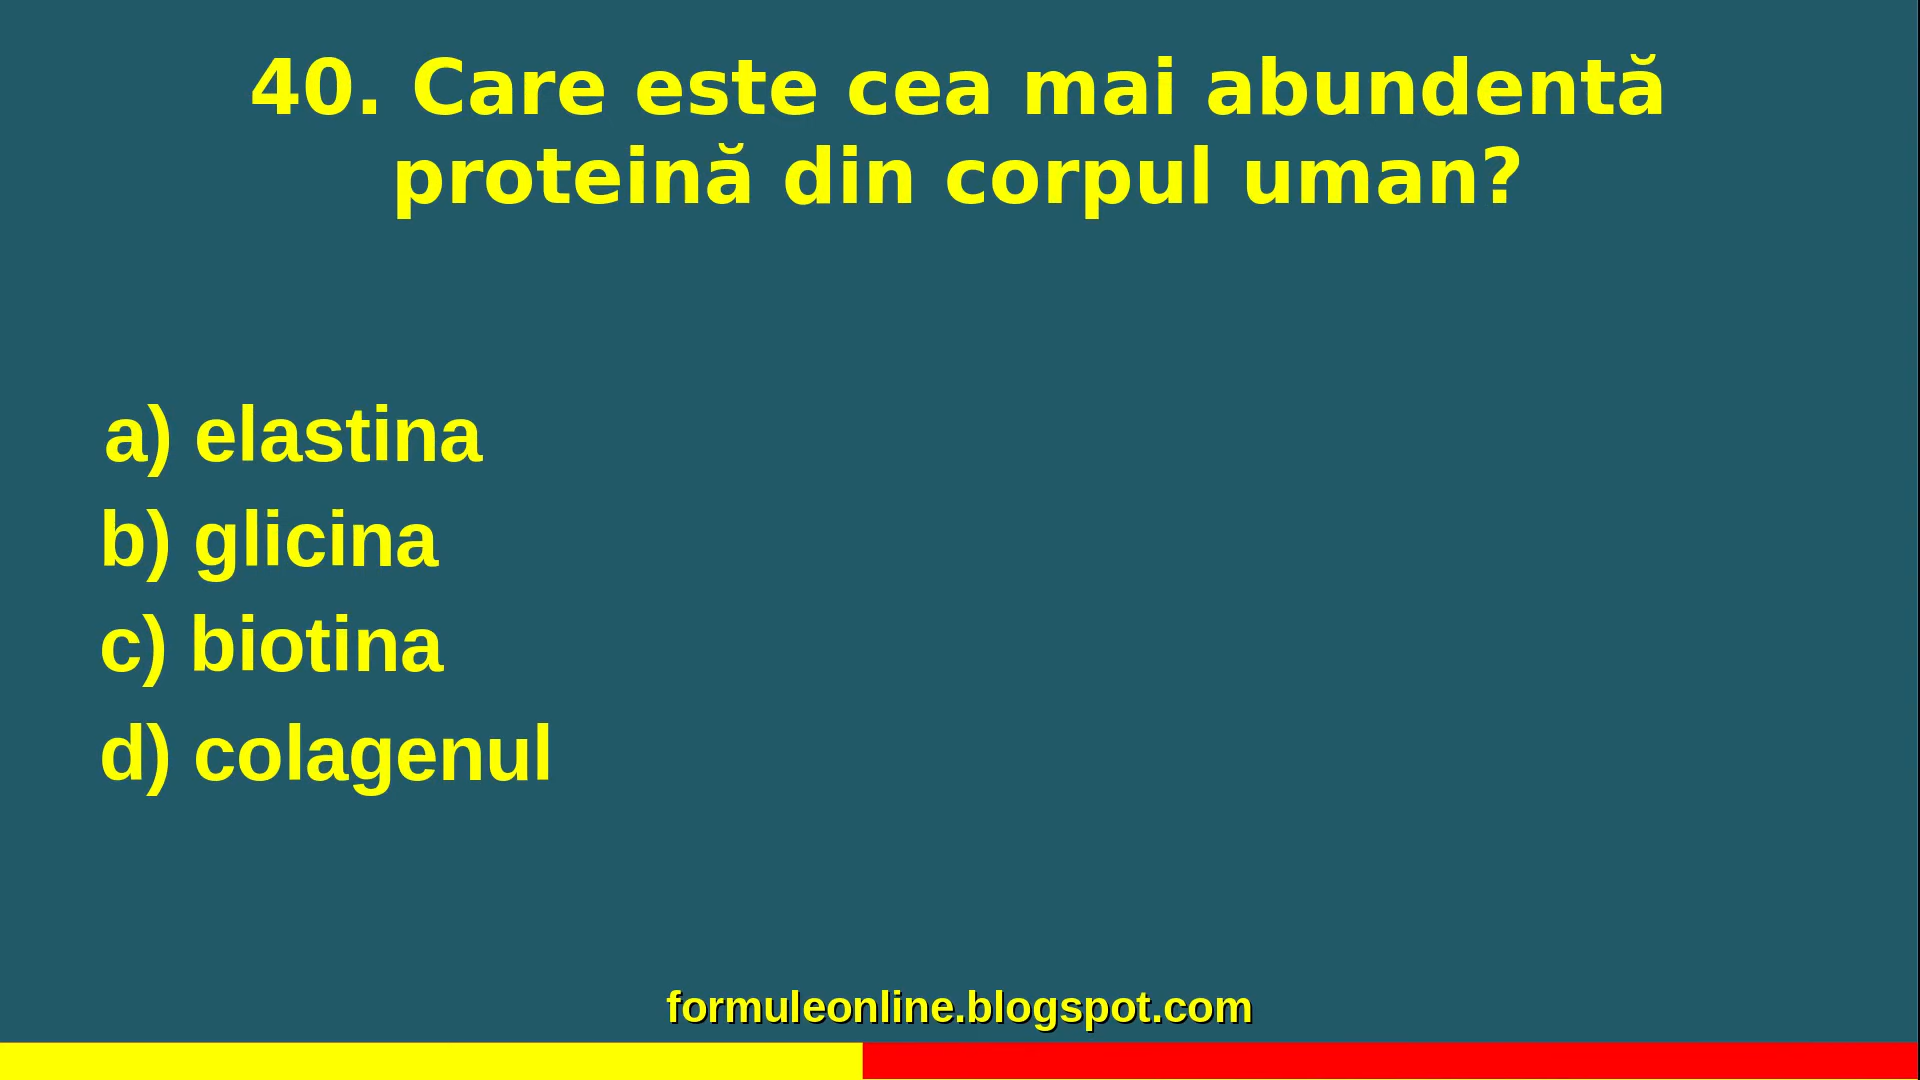 40. Care este cea mai abundentă
proteină din corpul uman?
a) elastina
b) glicina
c) biotina
d) colagenul
formuleonline.blogspot.com